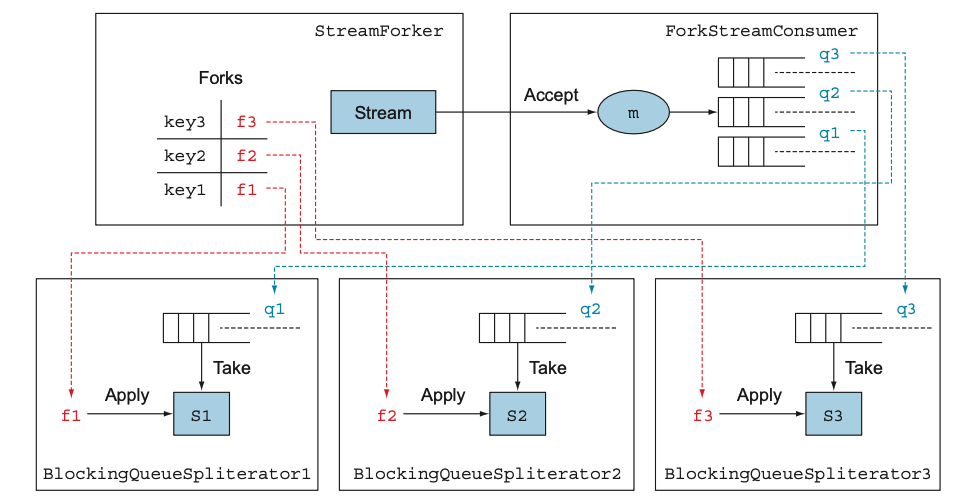 StreamForker
Forks
key3 f3
key2 f2
key1 f1
Stream
Accept
ForkStreamConsumer
m
q3
q2
q1
q1
Take
f1
Apply
S1
BlockingQueueSpliterator1
q2
Take
f2
Apply
S2
BlockingQueueSpliterator2
q3
Take
f3
Apply
S3
BlockingQueueSpliterator3